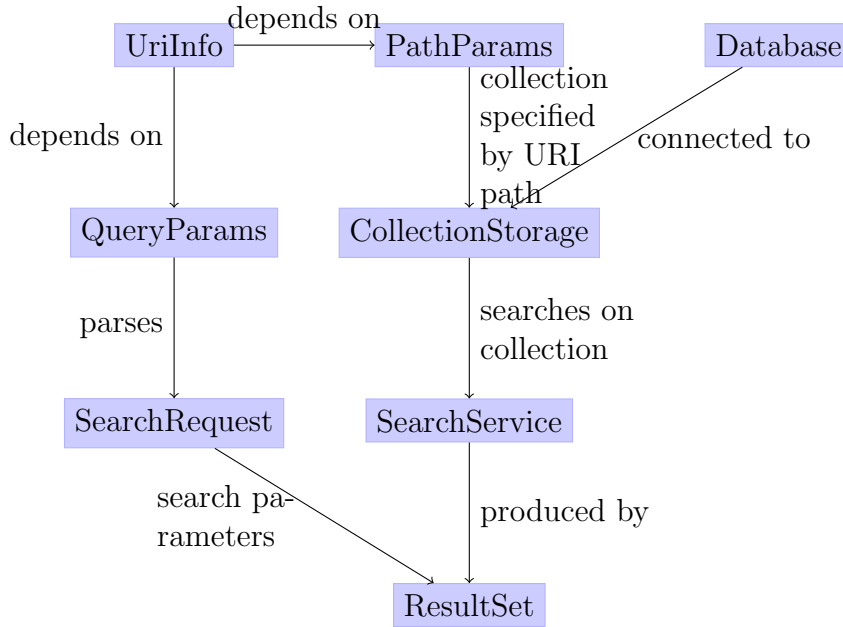 depends on
UriInfo
PathParams
Database
collection
specified
by URI
path
depends on
connected to
QueryParams
CollectionStorage
parses
searches on
collection
SearchRequest
SearchService
search pa-
rameters
produced by
ResultSet